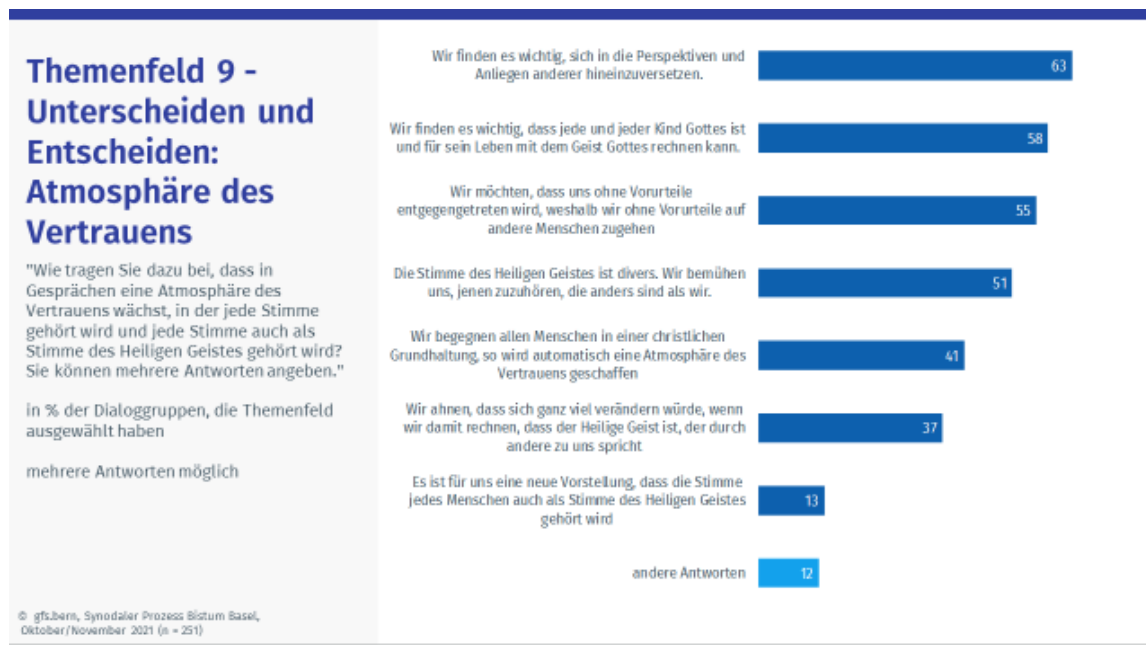 Themenfeld 9 -
Unterscheiden und
Entscheiden:
Atmosphäre des
Vertrauens
"Wie tragen Sie dazu bei, dass in
Gesprächen eine Atmosphäre des
Vertrauens wächst, in der jede Stimme
gehört wird und jede Stimme auch als
Stimme des Heiligen Geistes gehört wird?
Sie können mehrere Antworten angeben."
in % der Dialoggruppen, die Themenfeld
ausgewählt haben
mehrere Antworten möglich
© gfs.bern, Synodaler Prozess Bistum Basel,
Oktober/November 2021 (n = 251)
Wir finden es wichtig, sich in die Perspektiven und
Anliegen anderer hineinzuversetzen.
63
Wir finden es wichtig, dass jede und jeder Kind Gottes ist
und für sein Leben mit dem Geist Gottes rechnen kann.
58
Wir möchten, dass uns ohne Vorurteile
entgegengetreten wird, weshalb wir ohne Vorurteile auf
andere Menschen zugehen
55
Die Stimme des Heiligen Geistes ist divers. Wir bemühen
uns, jenen zuzuhören, die anders sind als wir.
51
Wir begegnen allen Menschen in einer christlichen
Grundhaltung, so wird automatisch eine Atmosphäre des
Vertrauens geschaffen
41
Wir ahnen, dass sich ganz viel verändern würde, wenn
wir damit rechnen, dass der Heilige Geist ist, der durch
andere zu uns spricht
37
Es ist für uns eine neue Vorstellung, dass die Stimme
jedes Menschen auch als Stimme des Heiligen Geistes
gehört wird
13
andere Antworten
12